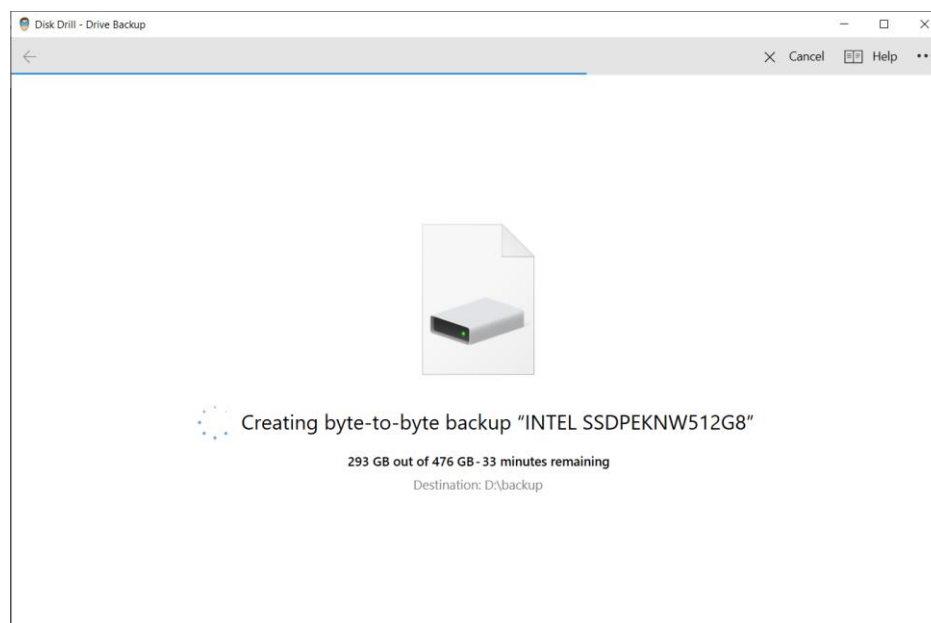 Disk Drill - Drive Backup
Cancel Help
Creating byte-to-byte backup “INTEL SSDPEKNW512G8”
293 GB out of 476 GB - 33 minutes remaining
Destination: D:\backup